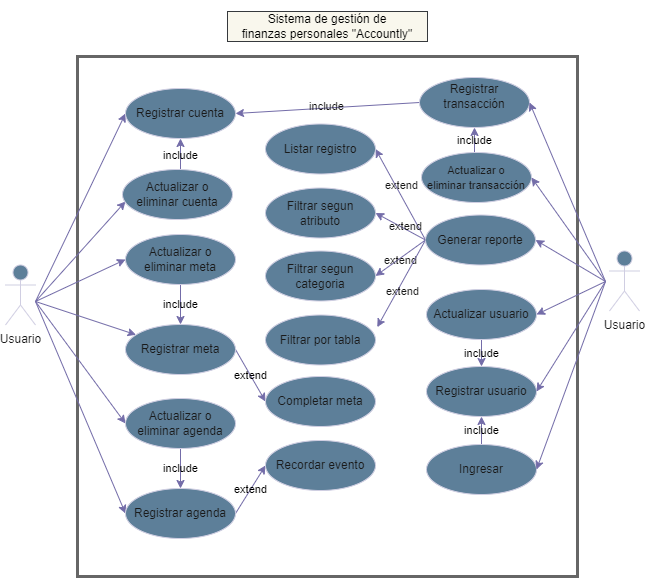 Sistema de gestión de
finanzas personales "Accountly"
Registrar cuenta
include
Registrar
transacción
include
include
Listar registro
Actualizar o
eliminar cuenta
extend
Actualizar o
eliminar transacción
Filtrar segun
atributo
extend
Generar reporte
Actualizar o
eliminar meta
extend
Filtrar segun
categoria
extend
include
Actualizar usuario
Usuario
Usuario
Registrar meta
Filtrar por tabla
include
extend
Completar meta
Registrar usuario
Actualizar o
eliminar agenda
include
include
Recordar evento
Ingresar
extend
Registrar agenda